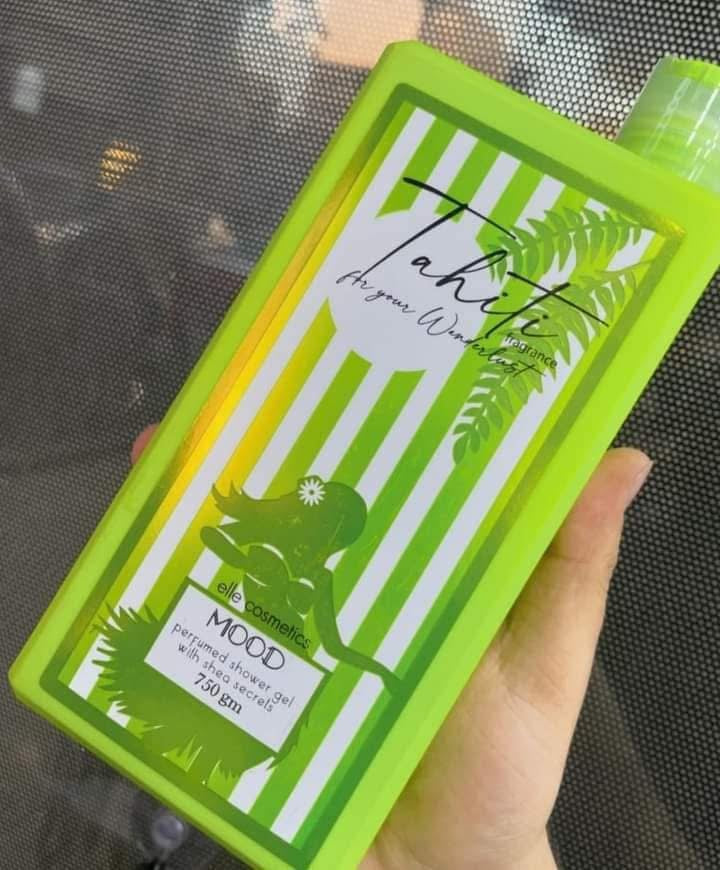 Tahiti
for your Wanderlust
fragrance
elle cosmetics
MOOD
perfumed shower gel
with shea secrets
750 gm